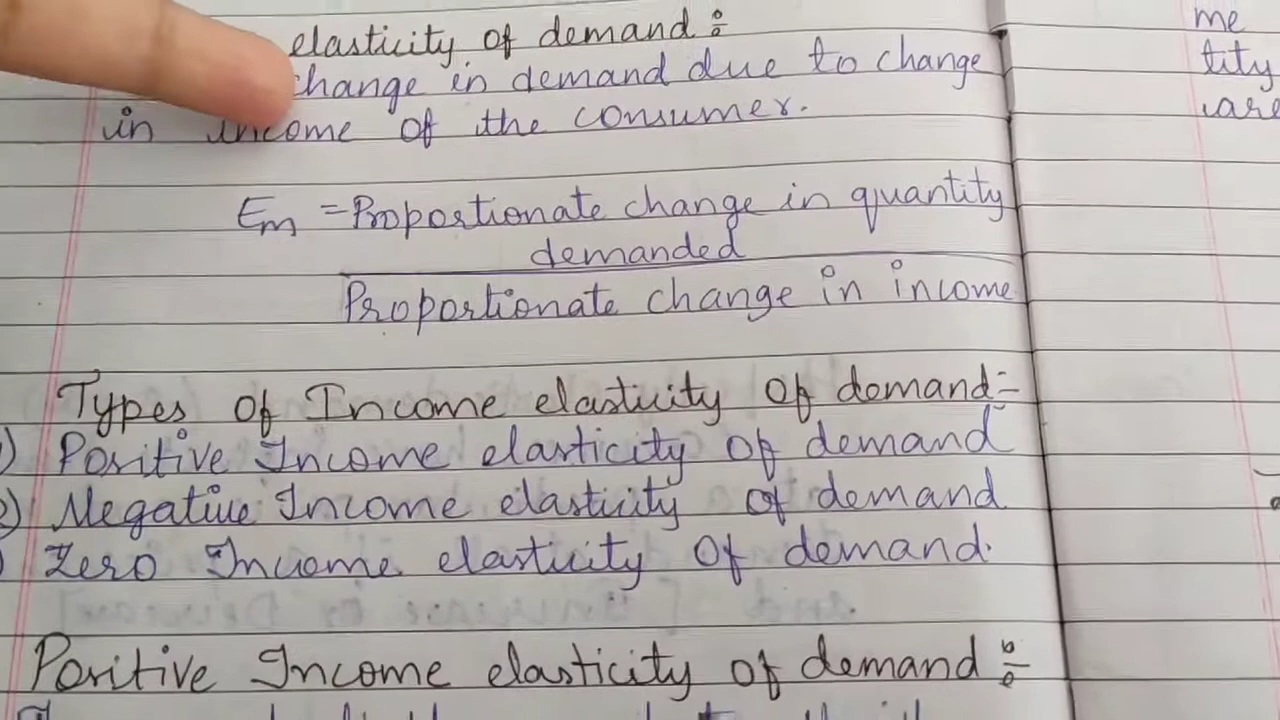 elasticity of demand :
change in demand due to change
in income of the consumer.
Em = Proportionate change in quantity
demanded
Proportionate change in income
Types of Income elasticity of demand:-
1) Positive Income elasticity of demand
2) Negative Income elasticity of demand
Zero Income elasticity of demand.
Positive Income elasticity of demand :
me
tity
are